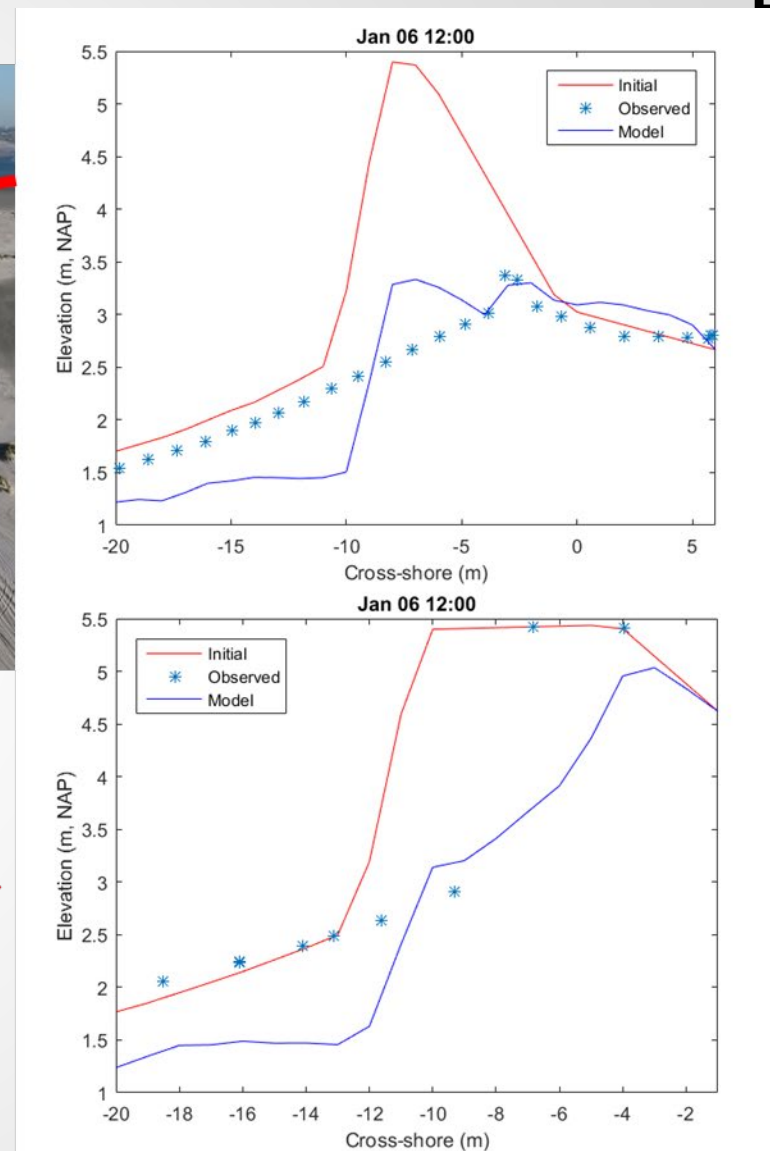 Jan 06 12:00
5.5
5
4.5
4
3.5
3
2.5
2
1.5
1
Elevation (m, NAP)
Initial
Observed
Model
-20 -15 -10 -5 0 5
Cross-shore (m)
Jan 06 12:00
5.5
5
4.5
4
3.5
3
2.5
2
1.5
1
Elevation (m, NAP)
Initial
Observed
Model
-20 -18 -16 -14 -12 -10 -8 -6 -4 -2
Cross-shore (m)